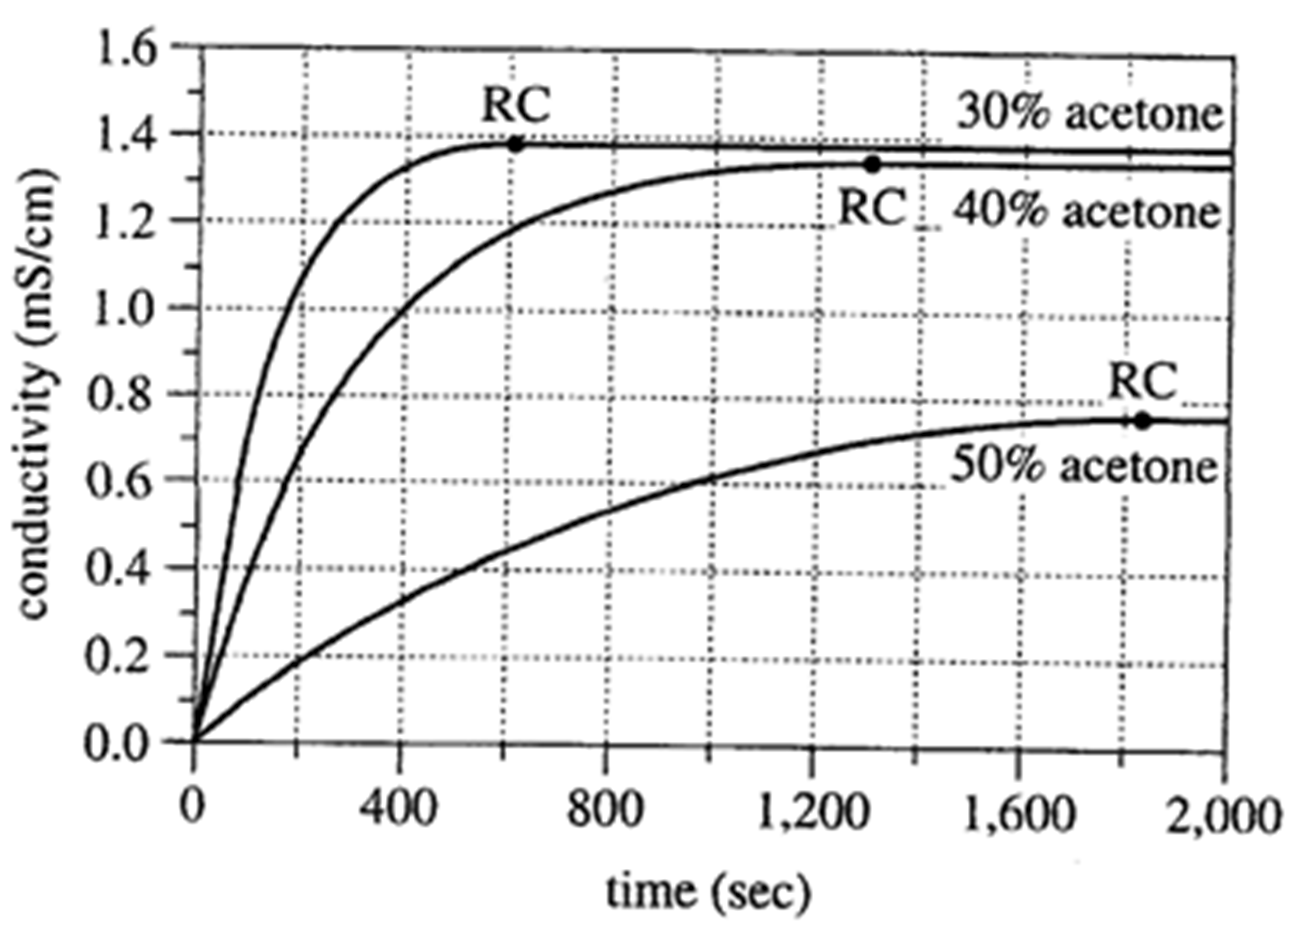 1.6
1.4
1.2
1.0
0.8
0.6
0.4
0.2
0.0
conductivity (mS/cm)
RC
30% acetone
RC 40% acetone
RC
50% acetone
0 400 800 1,200 1,600 2,000
time (sec)